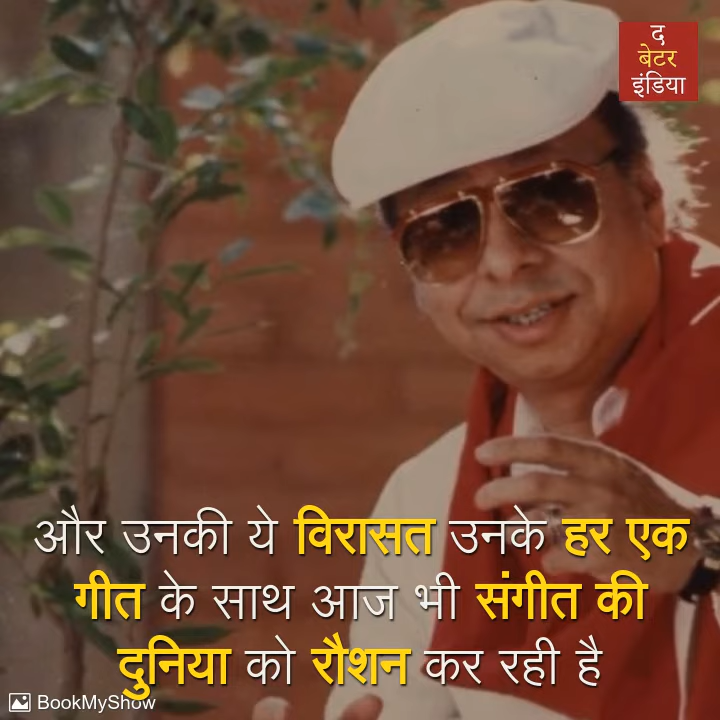 द
बेटर
इंडिया
और उनकी ये विरासत उनके हर एक
गीत के साथ आज भी संगीत की
दुनिया को रौशन कर रही है
BookMyShow